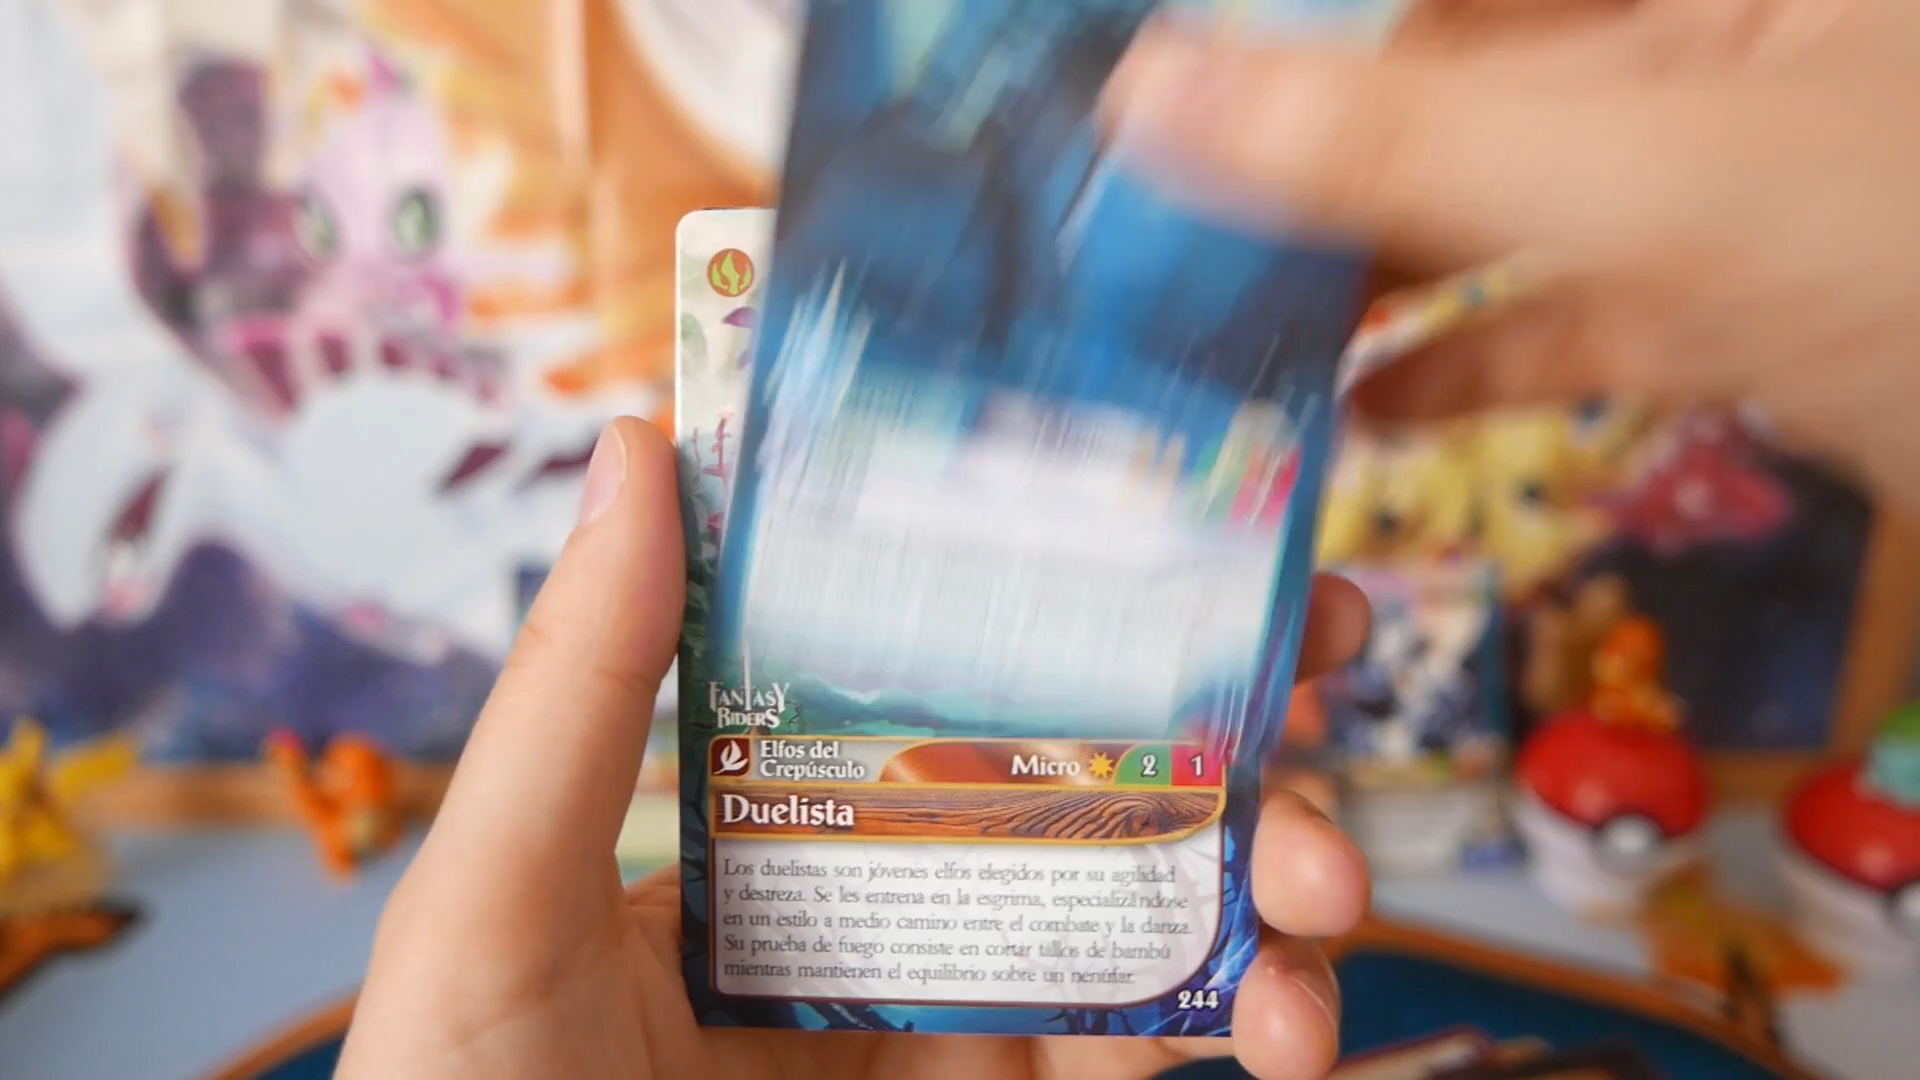 FANTASY
RIDERS
Elfos del
Crepúsculo
Micro 2 1
Duelista
Los duelistas son jóvenes elfos elegidos por su agilidad
y destreza. Se les entrena en la esgrima, especializándose
en un estilo a medio camino entre el combate y la danza.
Su prueba de fuego consiste en cortar tallos de bambú
mientras mantienen el equilibrio sobre un nenúfar.
244